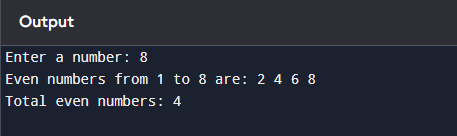 Output
Enter a number: 8
Even numbers from 1 to 8 are: 2 4 6 8
Total even numbers: 4